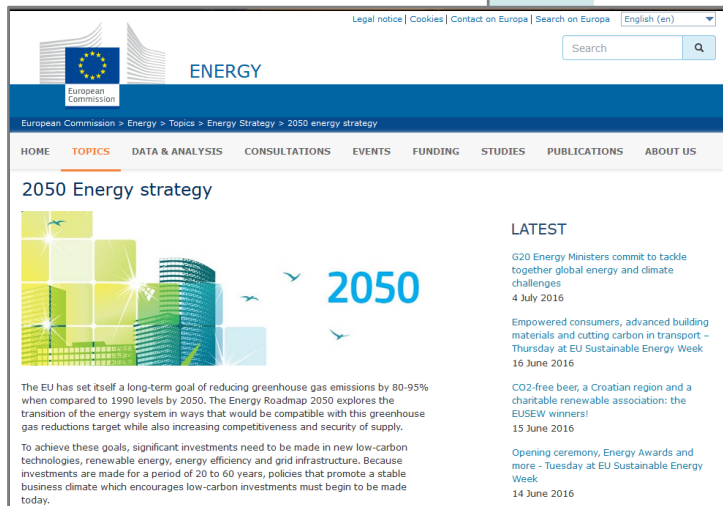 Legal notice | Cookies | Contact on Europa | Search on Europa English (en)
Search
ENERGY
European
Commission
European Commission > Energy > Topics > Energy Strategy > 2050 energy strategy
HOME TOPICS DATA & ANALYSIS CONSULTATIONS EVENTS FUNDING STUDIES PUBLICATIONS ABOUT US
2050 Energy strategy
2050
The EU has set itself a long-term goal of reducing greenhouse gas emissions by 80-95%
when compared to 1990 levels by 2050. The Energy Roadmap 2050 explores the
transition of the energy system in ways that would be compatible with this greenhouse
gas reductions target while also increasing competitiveness and security of supply.
To achieve these goals, significant investments need to be made in new low-carbon
technologies, renewable energy, energy efficiency and grid infrastructure. Because
investments are made for a period of 20 to 60 years, policies that promote a stable
business climate which encourages low-carbon investments must begin to be made
today.
LATEST
G20 Energy Ministers commit to tackle
together global energy and climate
challenges
4 July 2016
Empowered consumers, advanced building
materials and cutting carbon in transport –
Thursday at EU Sustainable Energy Week
16 June 2016
CO2-free beer, a Croatian region and a
charitable renewable association: the
EUSEW winners!
15 June 2016
Opening ceremony, Energy Awards and
more - Tuesday at EU Sustainable Energy
Week
14 June 2016